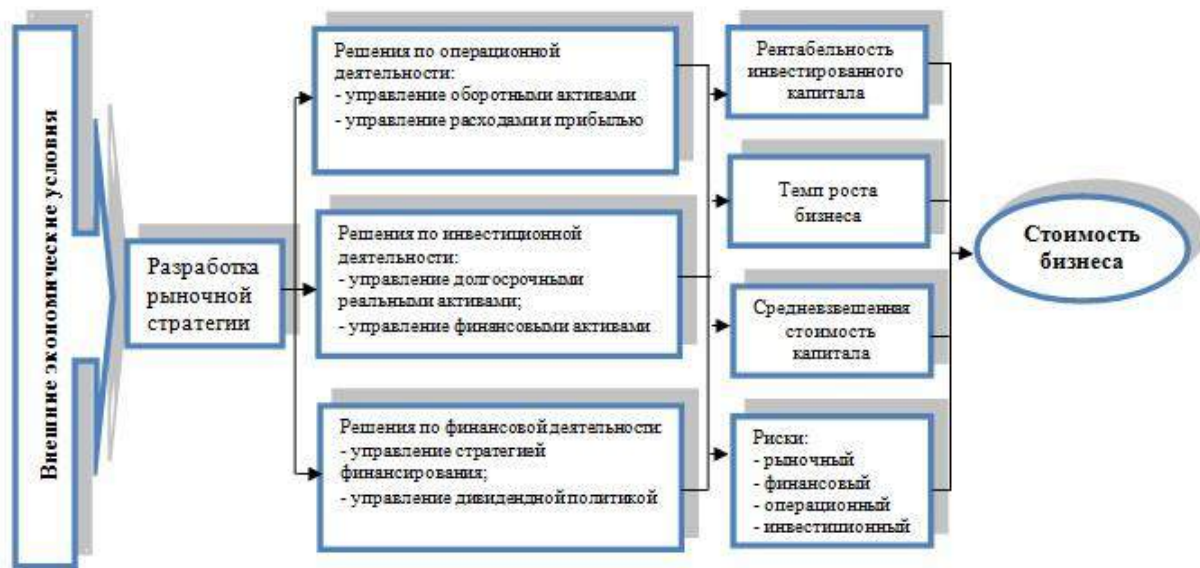 Внешние экономические условия
Разработка
рыночной
стратегии
Решения по операционной
деятельности:
- управление оборотными активами
- управление расходами и прибылью
Решения по инвестиционной
деятельности:
- управление долгосрочными
реальными активами;
- управление финансовыми активами
Решения по финансовой деятельности:
- управление стратегией
финансирования;
- управление дивидендной политикой
Рентабельность
инвестированного
капитала
Темп роста
бизнеса
Средневзвешенная
стоимость
капитала
Риски:
- рыночный
- финансовый
- операционный
- инвестиционный
Стоимость
бизнеса